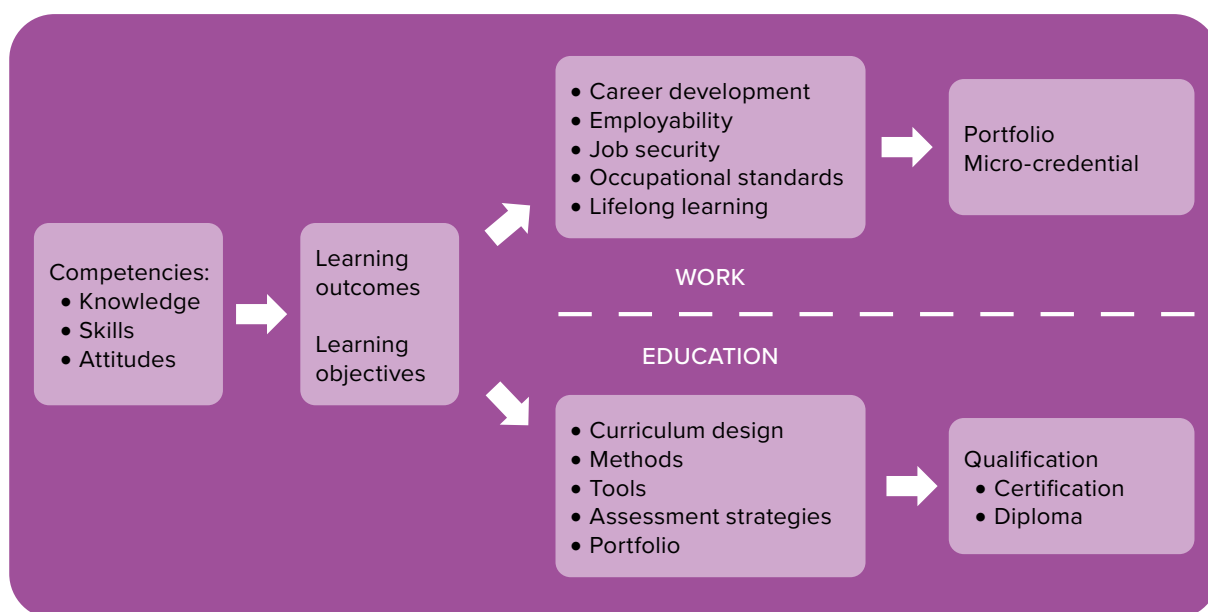 Competencies:
• Knowledge
• Skills
• Attitudes
Learning
outcomes
Learning
objectives
• Career development
• Employability
• Job security
• Occupational standards
• Lifelong learning
Portfolio
Micro-credential
WORK
EDUCATION
• Curriculum design
• Methods
• Tools
• Assessment strategies
• Portfolio
Qualification
• Certification
• Diploma